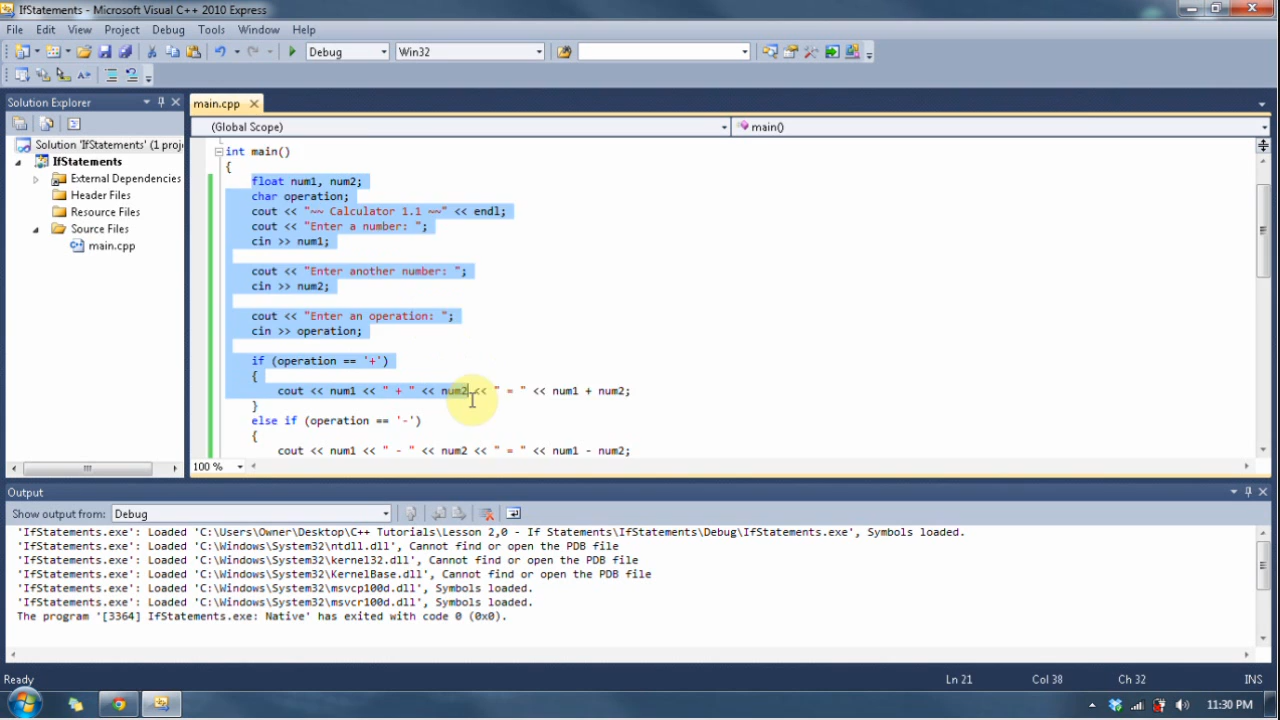 IfStatements - Microsoft Visual C++ 2010 Express
File Edit View Project Debug Tools Window Help
Debug Win32
Solution Explorer
main.cpp
(Global Scope) main()
Solution 'IfStatements' (1 proj
IfStatements
External Dependencies
Header Files
Resource Files
Source Files
main.cpp
int main()
{
float num1, num2;
char operation;
cout << "~~ Calculator 1.1 ~~" << endl;
cout << "Enter a number: ";
cin >> num1;
cout << "Enter another number: ";
cin >> num2;
cout << "Enter an operation: ";
cin >> operation;
if (operation == '+')
{
cout << num1 << " + " << num2 << " = " << num1 + num2;
}
else if (operation == '-')
{
cout << num1 << " - " << num2 << " = " << num1 - num2;
100 %
Output
Show output from: Debug
'IfStatements.exe': Loaded 'C:\Users\Owner\Desktop\C++ Tutorials\Lesson 2,0 - If Statements\IfStatements\Debug\IfStatements.exe', Symbols loaded.
'IfStatements.exe': Loaded 'C:\Windows\System32\ntdll.dll', Cannot find or open the PDB file
'IfStatements.exe': Loaded 'C:\Windows\System32\kernel32.dll', Cannot find or open the PDB file
'IfStatements.exe': Loaded 'C:\Windows\System32\KernelBase.dll', Cannot find or open the PDB file
'IfStatements.exe': Loaded 'C:\Windows\System32\msvcp100d.dll', Symbols loaded.
'IfStatements.exe': Loaded 'C:\Windows\System32\msvcr100d.dll', Symbols loaded.
The program '[3364] IfStatements.exe: Native' has exited with code 0 (0x0).
Ready Ln 21 Col 38 Ch 32 INS
11:30 PM